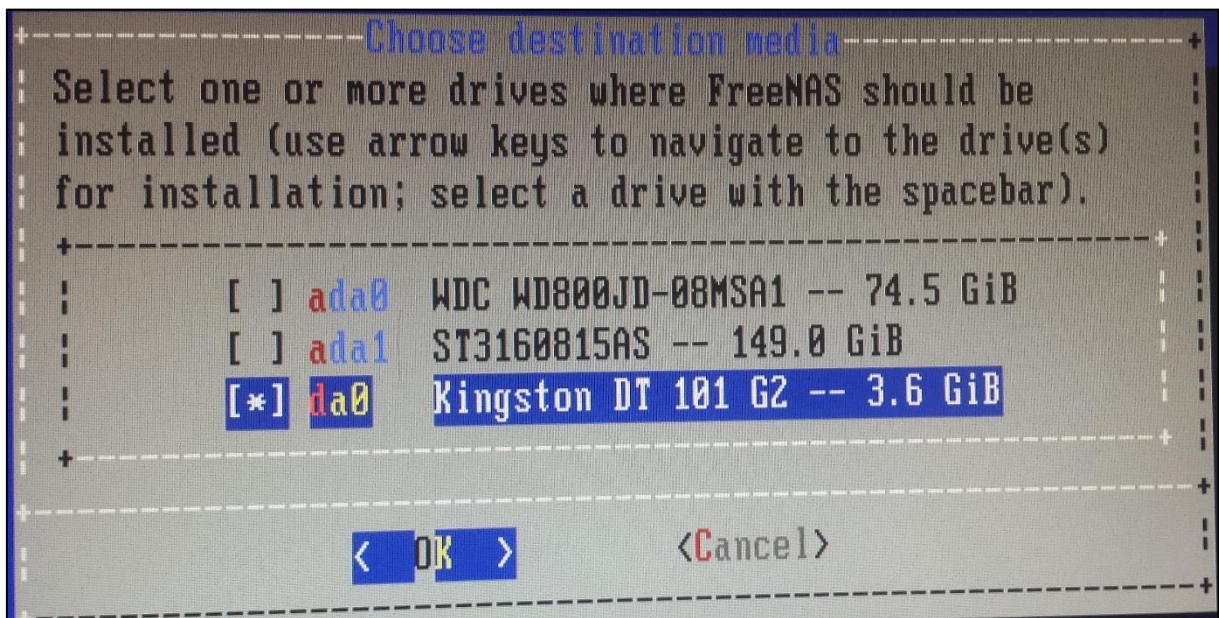 Choose destination media
Select one or more drives where FreeNAS should be
installed (use arrow keys to navigate to the drive(s)
for installation; select a drive with the spacebar).
[ ] ada0 WDC WD800JD-08MSA1 -- 74.5 GiB
[ ] ada1 ST3160815AS -- 149.0 GiB
[*] da0 Kingston DT 101 G2 -- 3.6 GiB
< OK > <Cancel>